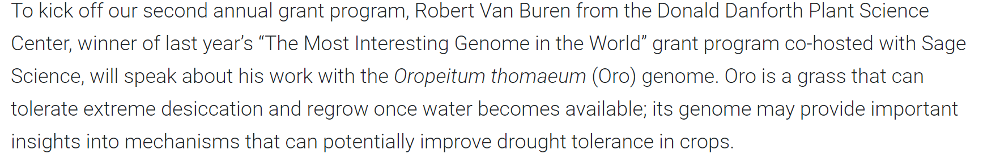 To kick off our second annual grant program, Robert Van Buren from the Donald Danforth Plant Science
Center, winner of last year’s “The Most Interesting Genome in the World” grant program co-hosted with Sage
Science, will speak about his work with the Oropeitum thomaeum (Oro) genome. Oro is a grass that can
tolerate extreme desiccation and regrow once water becomes available; its genome may provide important
insights into mechanisms that can potentially improve drought tolerance in crops.